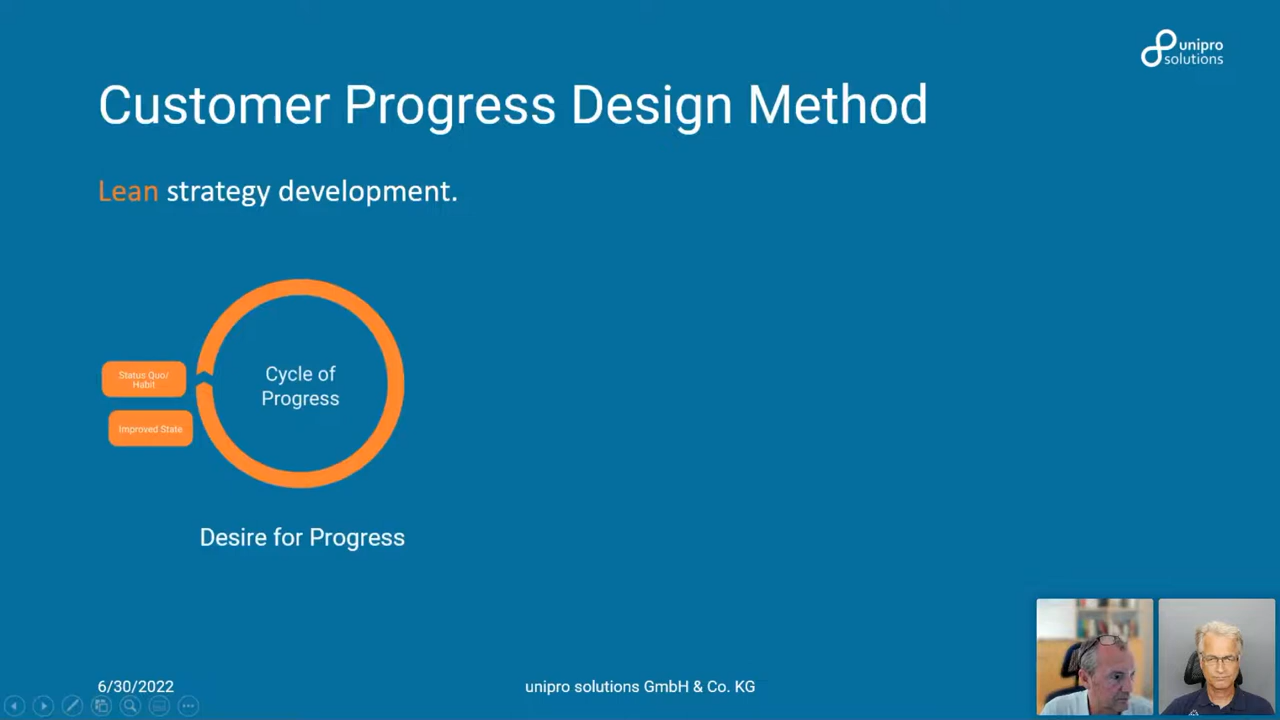 unipro
solutions
Customer Progress Design Method
Lean strategy development.
Cycle of
Progress
Status Quo/
Habit
Improved State
Desire for Progress
6/30/2022
unipro solutions GmbH & Co. KG